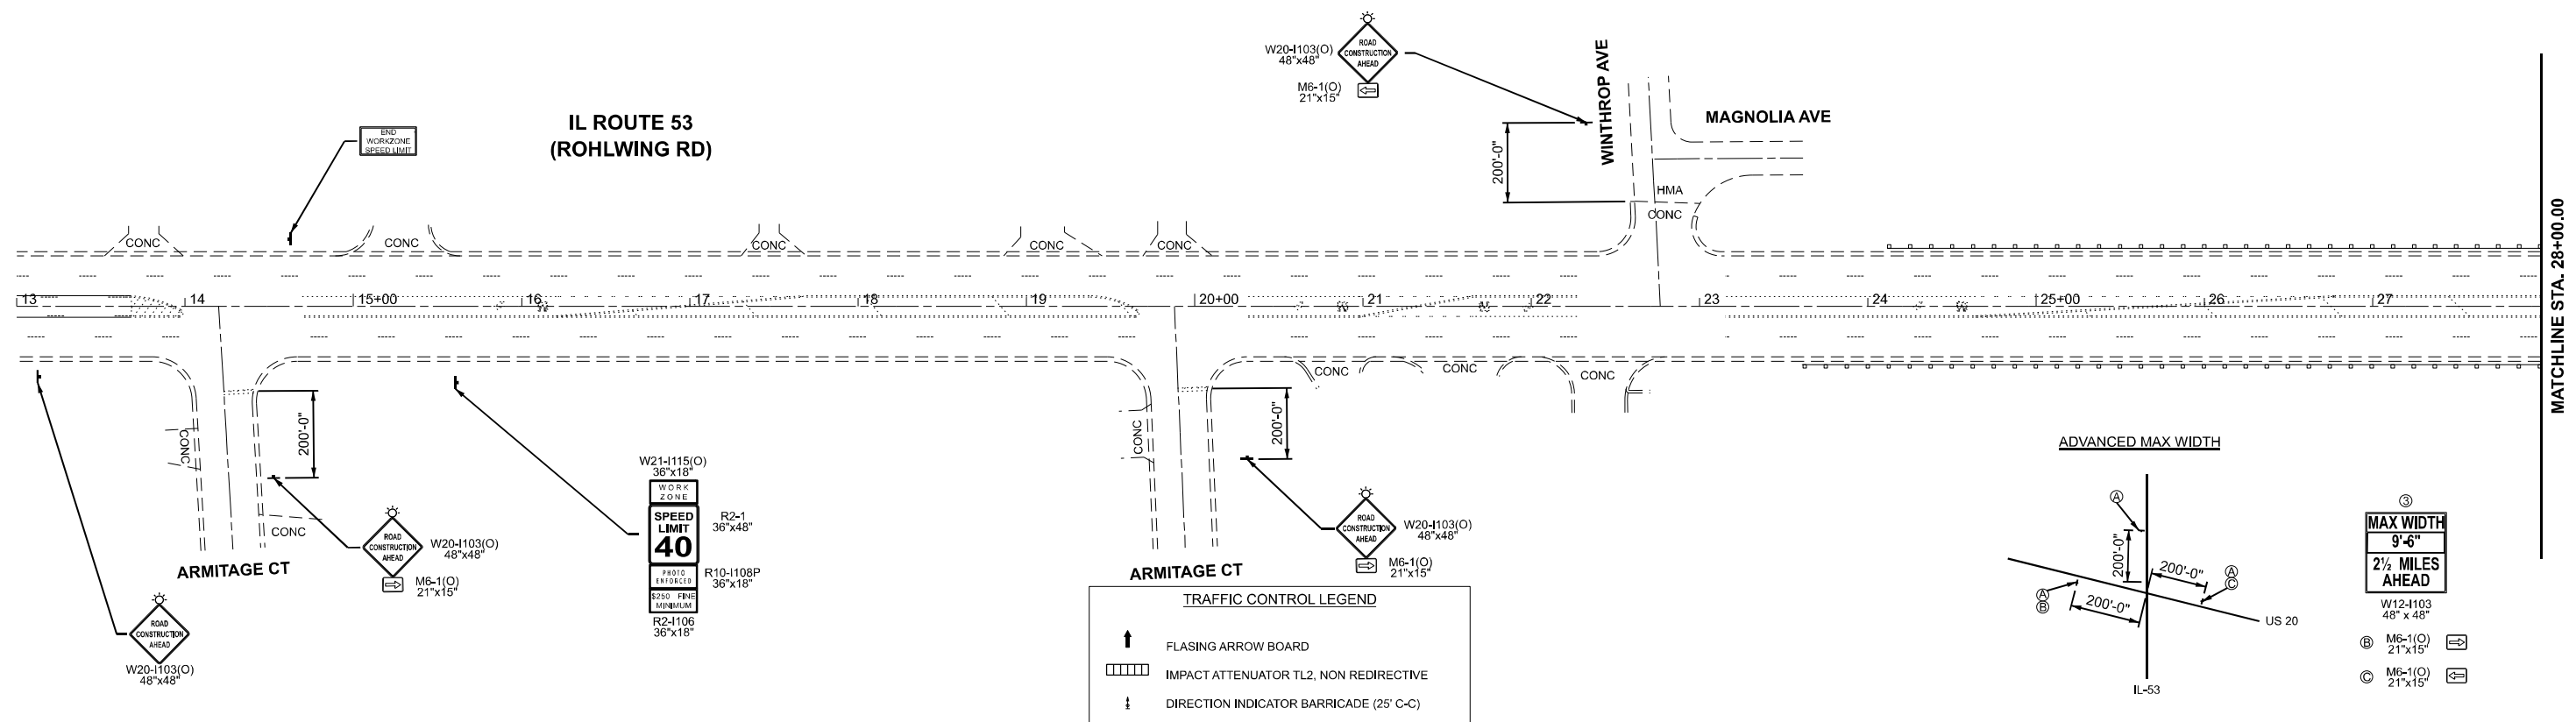 IL ROUTE 53
(ROHLWING RD)
END
WORKZONE
SPEED LIMIT
W20-I103(O)
48"x48"
ROAD
CONSTRUCTION
AHEAD
M6-1(O)
21"x15"
WINTHROP AVE
MAGNOLIA AVE
200'-0"
HMA
CONC
CONC
CONC
CONC
CONC
CONC
13
14
15+00
16
17
18
19
20+00
21
22
23
24
25+00
26
27
MATCHLINE STA. 28+00.00
CONC
CONC
CONC
CONC
200'-0"
CONC
ARMITAGE CT
ROAD
CONSTRUCTION
AHEAD
W20-I103(O)
48"x48"
M6-1(O)
21"x15"
ROAD
CONSTRUCTION
AHEAD
W20-I103(O)
48"x48"
W21-I115(O)
36"x18"
WORK
ZONE
SPEED
LIMIT
40
R2-1
36"x48"
PHOTO
ENFORCED
R10-I108P
36"x18"
$250 FINE
MINIMUM
R2-I106
36"x18"
CONC
200'-0"
ARMITAGE CT
ROAD
CONSTRUCTION
AHEAD
W20-I103(O)
48"x48"
M6-1(O)
21"x15"
TRAFFIC CONTROL LEGEND
FLASING ARROW BOARD
IMPACT ATTENUATOR TL2, NON REDIRECTIVE
DIRECTION INDICATOR BARRICADE (25' C-C)
ADVANCED MAX WIDTH
A
200'-0"
200'-0"
A
C
A
B
200'-0"
US 20
IL-53
3
MAX WIDTH
9'-6"
2½ MILES
AHEAD
W12-I103
48" x 48"
B M6-1(O)
21"x15"
C M6-1(O)
21"x15"